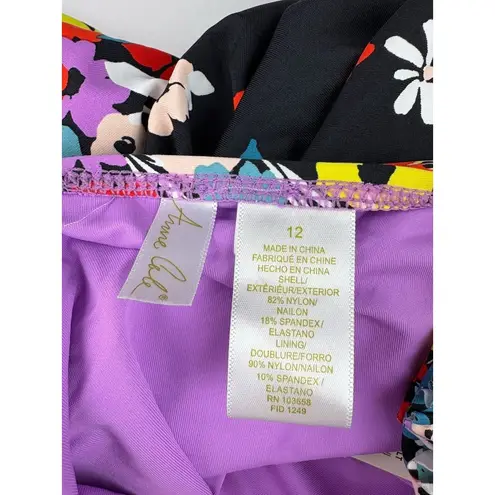 Anne Cole®
12
MADE IN CHINA
FABRIQUÉ EN CHINE
HECHO EN CHINA
SHELL/
EXTÉRIEUR/EXTERIOR
82% NYLON/
NAILON
18% SPANDEX/
ELASTANO
LINING/
DOUBLURE/FORRO
90% NYLON/NAILON
10% SPANDEX/
ELASTANO
RN 103658
FID 1249